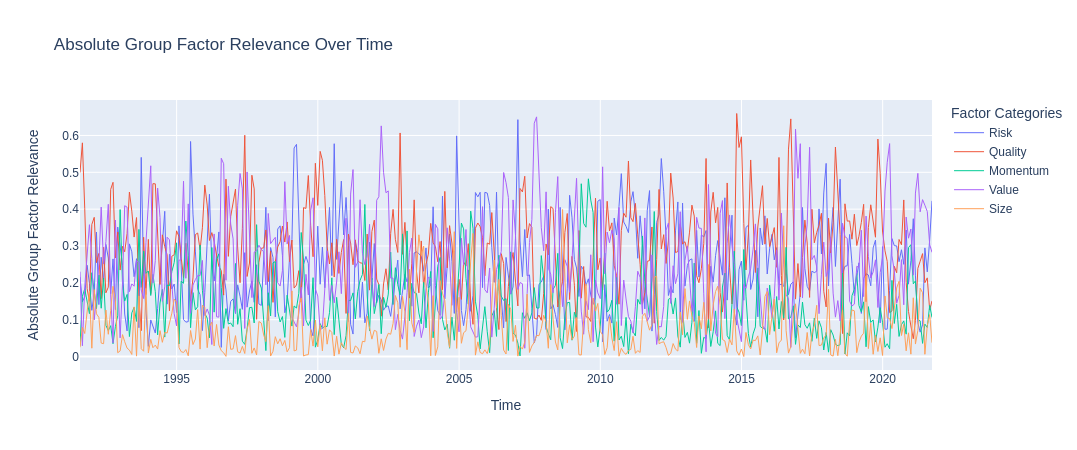 Absolute Group Factor Relevance Over Time
Factor Categories
Risk
Quality
Momentum
Value
Size
Absolute Group Factor Relevance
0.6
0.5
0.4
0.3
0.2
0.1
0
1995 2000 2005 2010 2015 2020
Time